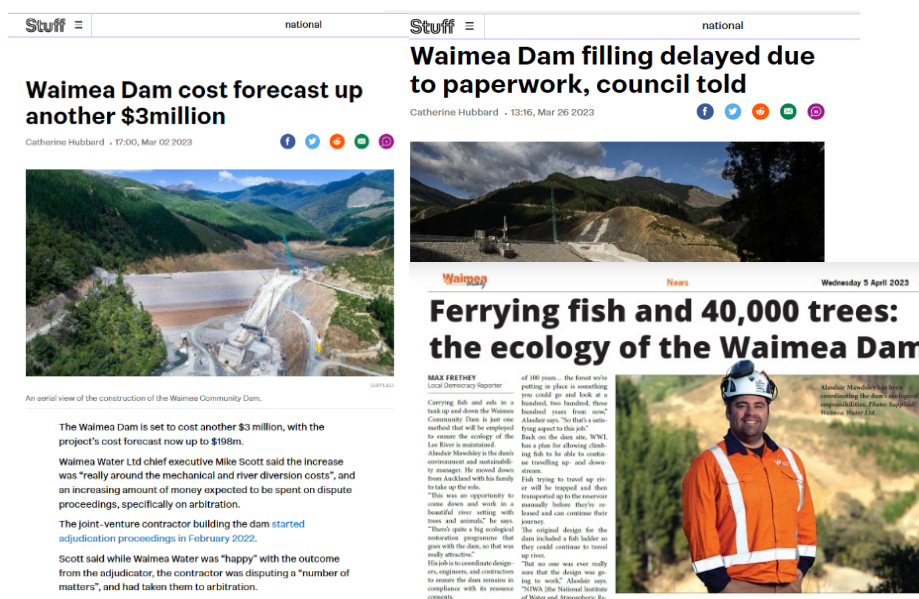 Stuff
national
Waimea Dam cost forecast up
another $3million
Catherine Hubbard • 17:00, Mar 02 2023
SUPPLIED
An aerial view of the construction of the Waimea Community Dam.
The Waimea Dam is set to cost another $3 million, with the
project's cost forecast now up to $198m.
Waimea Water Ltd chief executive Mike Scott said the increase
was "really around the mechanical and river diversion costs", and
an increasing amount of money expected to be spent on dispute
proceedings, specifically on arbitration.
The joint-venture contractor building the dam started
adjudication proceedings in February 2022.
Scott said while Waimea Water was "happy" with the outcome
from the adjudicator, the contractor was disputing a "number of
matters", and had taken them to arbitration.
Stuff
national
Waimea Dam filling delayed due
to paperwork, council told
Catherine Hubbard • 13:16, Mar 26 2023
Waimea
News
Wednesday 5 April 2023
Ferrying fish and 40,000 trees:
the ecology of the Waimea Dam
MAX FRETHEY
Local Democracy Reporter
Carrying fish and eels in a
tank up and down the Waimea
Community Dam is just one
method that will be employed
to ensure the ecology of the
Lee River is maintained.
Alasdair Mawdsley is the dam's
environment and sustainabili-
ty manager. He moved down
from Auckland with his family
to take up the role.
"This was an opportunity to
come down and work in a
beautiful river setting with
trees and animals," he says.
"There's quite a big ecological
restoration programme that
goes with the dam, so that was
really attractive."
His job is to coordinate design-
ers, engineers, and contractors
to ensure the dam remains in
compliance with its resource
consents.
of 100 years... the forest we're
putting in place is something
you could go and look at a
hundred, two hundred, three
hundred years from now,"
Alasdair says. "So that's a satis-
fying aspect to this job."
Back on the dam site, WWL
has a plan for allowing climb-
ing fish to be able to contin-
ue travelling up- and down-
stream.
Fish trying to travel up riv-
er will be trapped and then
transported up to the reservoir
manually before they're re-
leased and can continue their
journey.
The original design for the
dam included a fish ladder so
they could continue to travel
up river.
"But no one was ever really
sure that the design was go-
ing to work," Alasdair says.
"NIWA [the National Institute
of Water and Atmospheric Re-
Alasdair Mawdsley has been
coordinating the dam's ecological
responsibilities. Photo: Supplied/
Waimea Water Ltd.